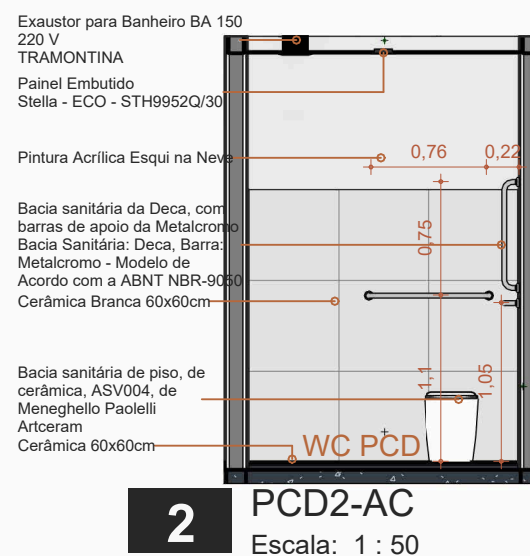 Exaustor para Banheiro BA 150
220 V
TRAMONTINA
Painel Embutido
Stella - ECO - STH9952Q/30
Pintura Acrílica Esqui na Neve
0,76
0,22
Bacia sanitária da Deca, com
barras de apoio da Metalcromo
Bacia Sanitária: Deca, Barra:
Metalcromo - Modelo de
Acordo com a ABNT NBR-9050
Cerâmica Branca 60x60cm
0,75
1,1
1,05
Bacia sanitária de piso, de
cerâmica, ASV004, de
Meneghello Paolelli
Artceram
Cerâmica 60x60cm
WC PCD
2
PCD2-AC
Escala: 1 : 50